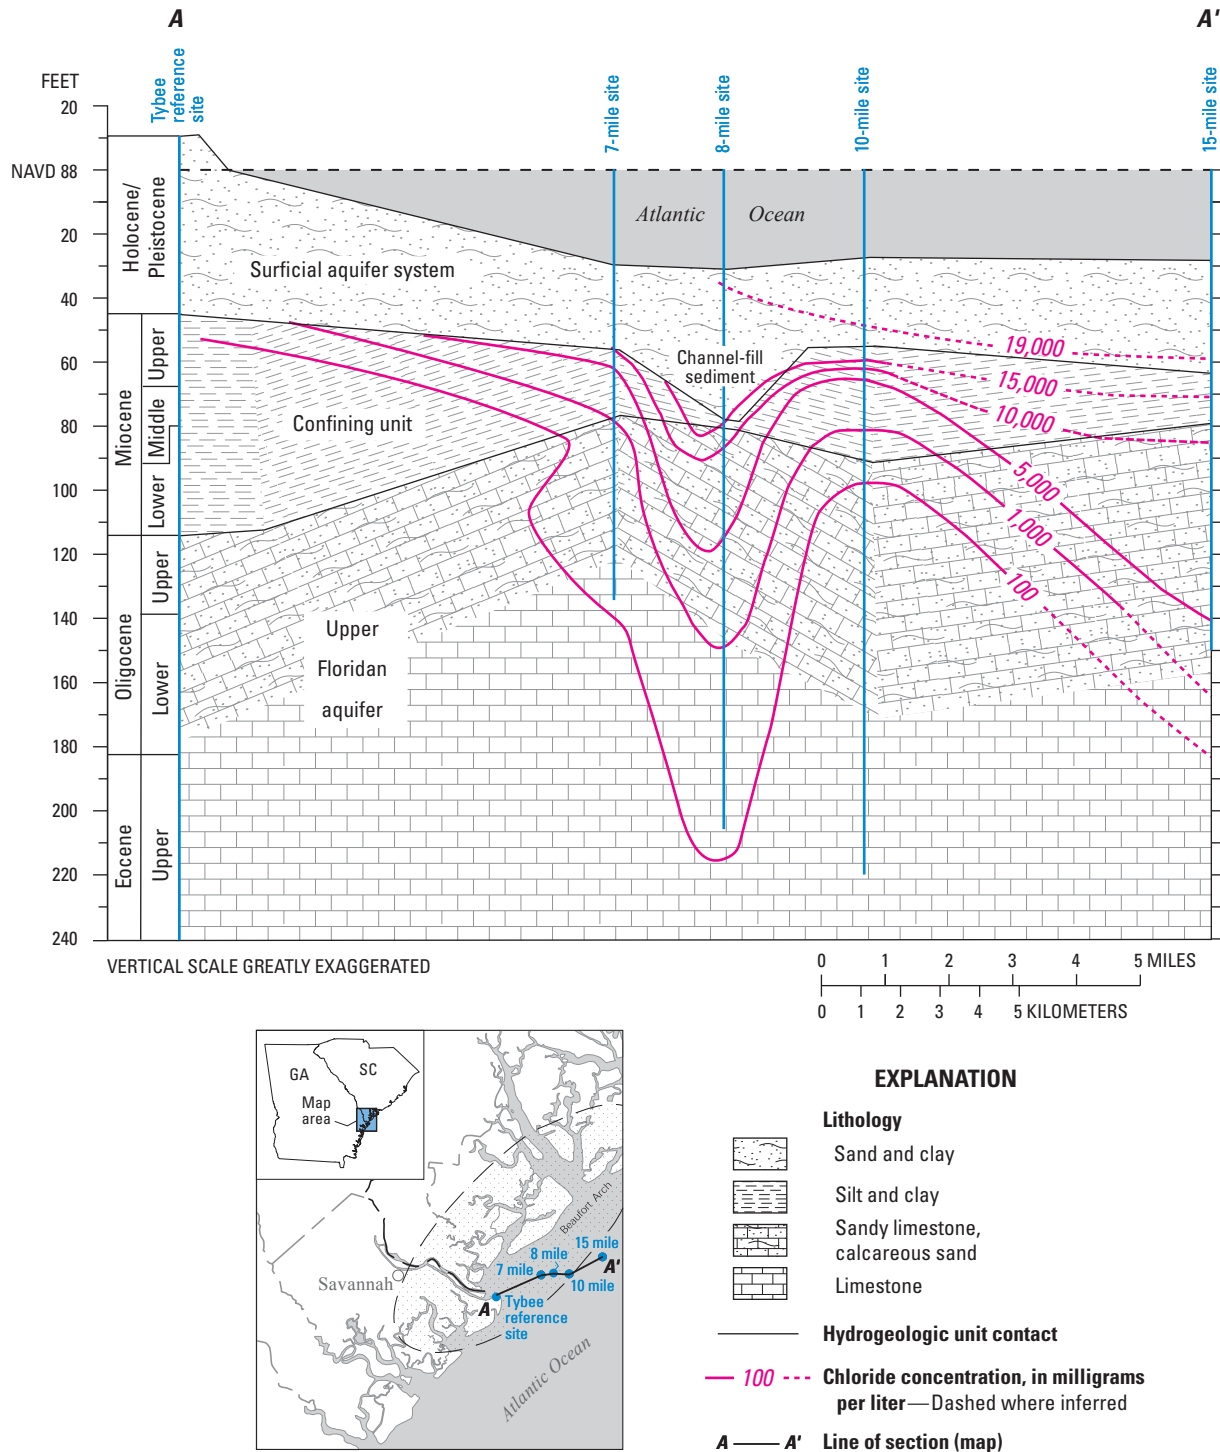 A
A'
FEET
Tybee
reference
site
7-mile site
8-mile site
10-mile site
15-mile site
20
NAVD 88
20
40
60
80
100
120
140
160
180
200
220
240
Holocene/
Pleistocene
Miocene
Upper
Middle
Lower
Oligocene
Upper
Lower
Eocene
Upper
Atlantic Ocean
Surficial aquifer system
Channel-fill
sediment
Confining unit
Upper
Floridan
aquifer
19,000
15,000
10,000
5,000
1,000
100
VERTICAL SCALE GREATLY EXAGGERATED
0 1 2 3 4 5 MILES
0 1 2 3 4 5 KILOMETERS
GA
SC
Map
area
Beaufort Arch
15 mile
8 mile
7 mile
A'
10 mile
Savannah
A
Tybee
reference
site
Atlantic Ocean
EXPLANATION
Lithology
Sand and clay
Silt and clay
Sandy limestone,
calcareous sand
Limestone
Hydrogeologic unit contact
100 Chloride concentration, in milligrams
per liter—Dashed where inferred
A A' Line of section (map)